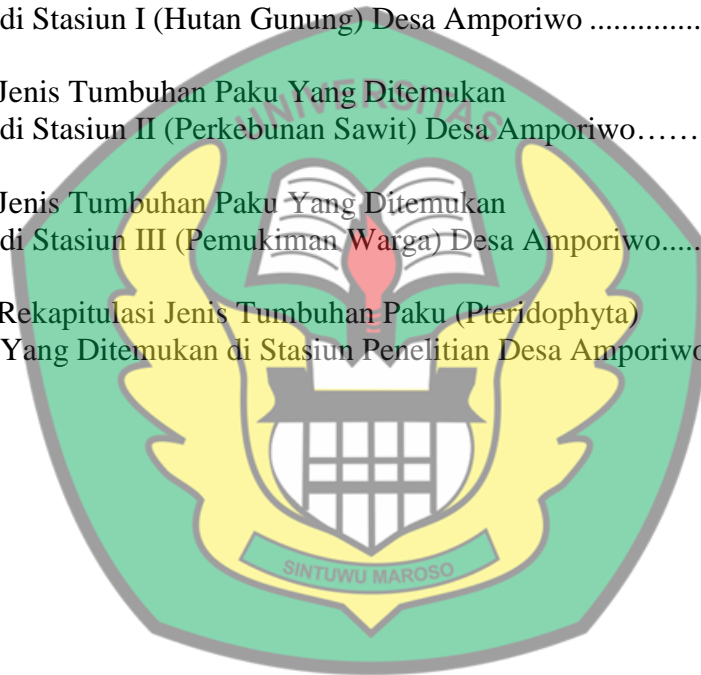 di Stasiun I (Hutan Gunung) Desa Amporiwo ..............
Jenis Tumbuhan Paku Yang Ditemukan
di Stasiun II (Perkebunan Sawit) Desa Amporiwo……
Jenis Tumbuhan Paku Yang Ditemukan
di Stasiun III (Pemukiman Warga) Desa Amporiwo.....
Rekapitulasi Jenis Tumbuhan Paku (Pteridophyta)
Yang Ditemukan di Stasiun Penelitian Desa Amporiwo
UNIVERSITAS
SINTUWU MAROSO